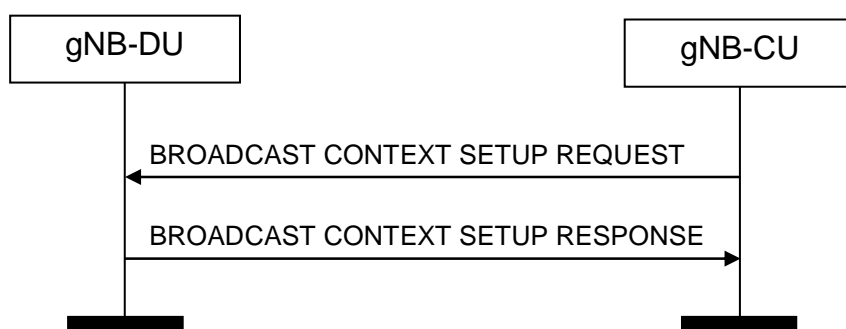 gNB-DU
gNB-CU
BROADCAST CONTEXT SETUP REQUEST
BROADCAST CONTEXT SETUP RESPONSE